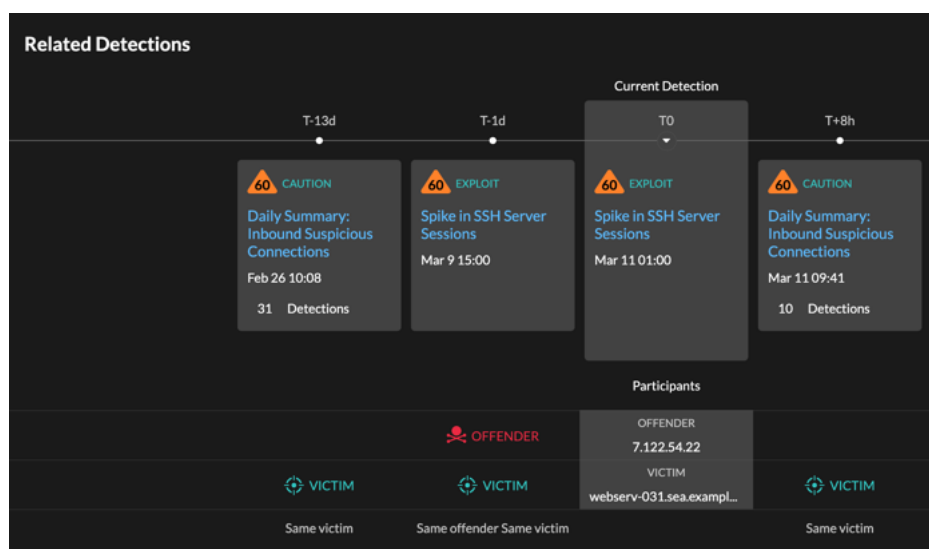 Related Detections
Current Detection
T-13d
T-1d
T0
T+8h
60 CAUTION
Daily Summary:
Inbound Suspicious
Connections
Feb 26 10:08
31 Detections
60 EXPLOIT
Spike in SSH Server
Sessions
Mar 9 15:00
60 EXPLOIT
Spike in SSH Server
Sessions
Mar 11 01:00
60 CAUTION
Daily Summary:
Inbound Suspicious
Connections
Mar 11 09:41
10 Detections
Participants
OFFENDER
OFFENDER
7.122.54.22
VICTIM
VICTIM
VICTIM
webserv-031.sea.exampl...
VICTIM
Same victim
Same offender Same victim
Same victim